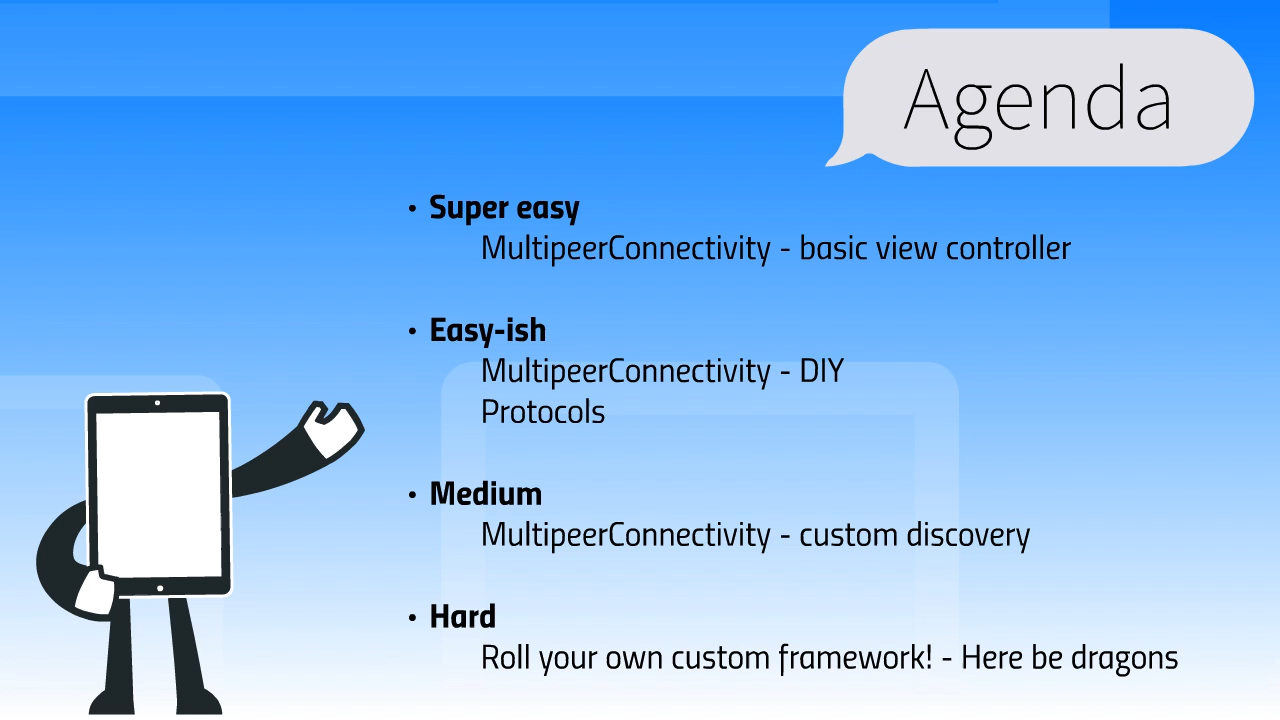 Agenda
• Super easy
MultipeerConnectivity - basic view controller
• Easy-ish
MultipeerConnectivity - DIY
Protocols
• Medium
MultipeerConnectivity - custom discovery
• Hard
Roll your own custom framework! - Here be dragons